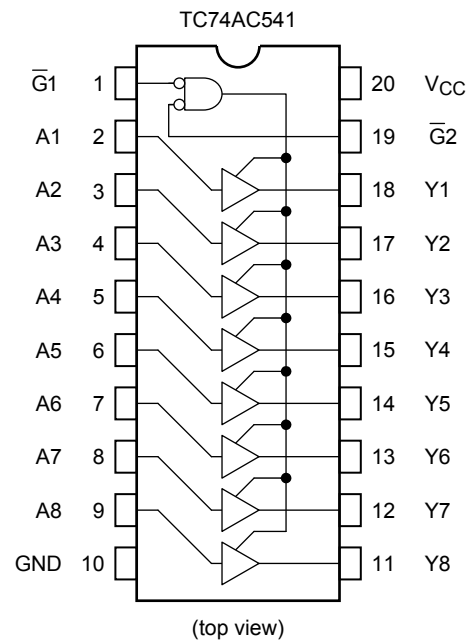 TC74AC541
G̅1 1 20 VCC
A1 2 19 G̅2
A2 3 18 Y1
A3 4 17 Y2
A4 5 16 Y3
A5 6 15 Y4
A6 7 14 Y5
A7 8 13 Y6
A8 9 12 Y7
GND 10 11 Y8
(top view)